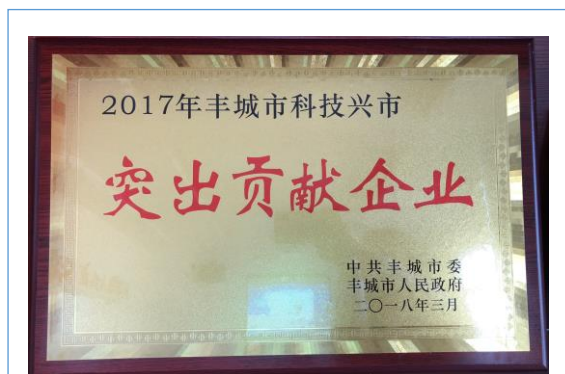 2017年丰城市科技兴市
突出贡献企业
中共丰城市委
丰城市人民政府
二〇一八年三月